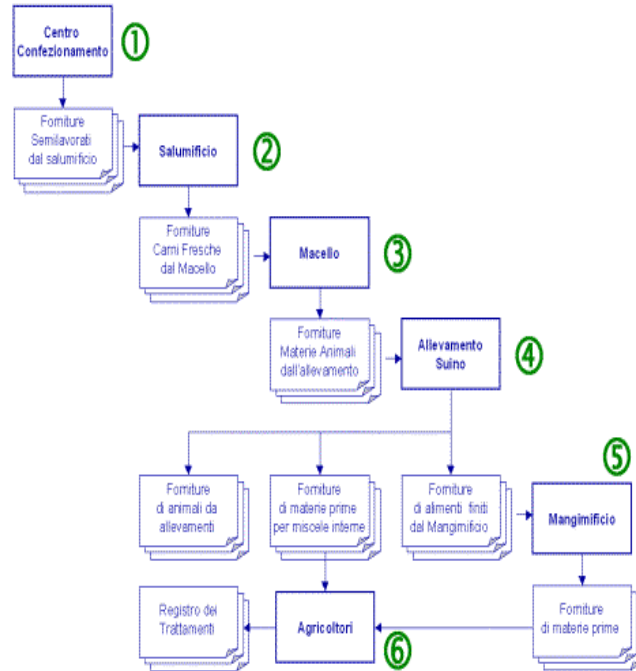 Centro
Confezionamento
①
Forniture
Semilavorati
dal salumificio
Salumificio
②
Forniture
Carni Fresche
dal Macello
Macello
③
Forniture
Materie Animali
dall'allevamento
Allevamento
Suino
④
Forniture
di animali da
allevamenti
Forniture
di materie prime
per miscele interne
Forniture
di alimenti finiti
dal Mangimificio
⑤
Mangimificio
Registro dei
Trattamenti
Agricoltori
⑥
Forniture
di materie prime